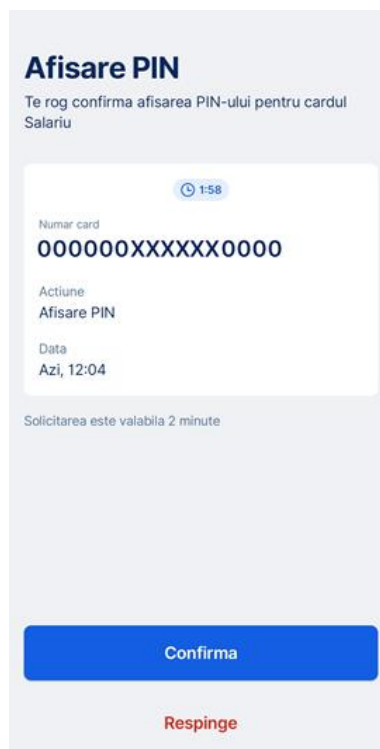 Afisare PIN
Te rog confirma afisarea PIN-ului pentru cardul
Salariu
1:58
Numar card
000000XXXXXX0000
Actiune
Afisare PIN
Data
Azi, 12:04
Solicitarea este valabila 2 minute
Confirma
Respinge